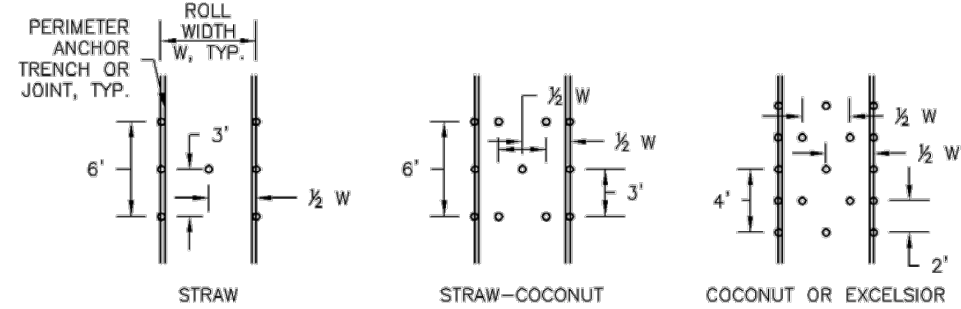 PERIMETER
ANCHOR
TRENCH OR
JOINT, TYP.
ROLL
WIDTH
W, TYP.
3'
6'
½ W
STRAW
½ W
½ W
6'
3'
STRAW-COCONUT
½ W
½ W
4'
2'
COCONUT OR EXCELSIOR